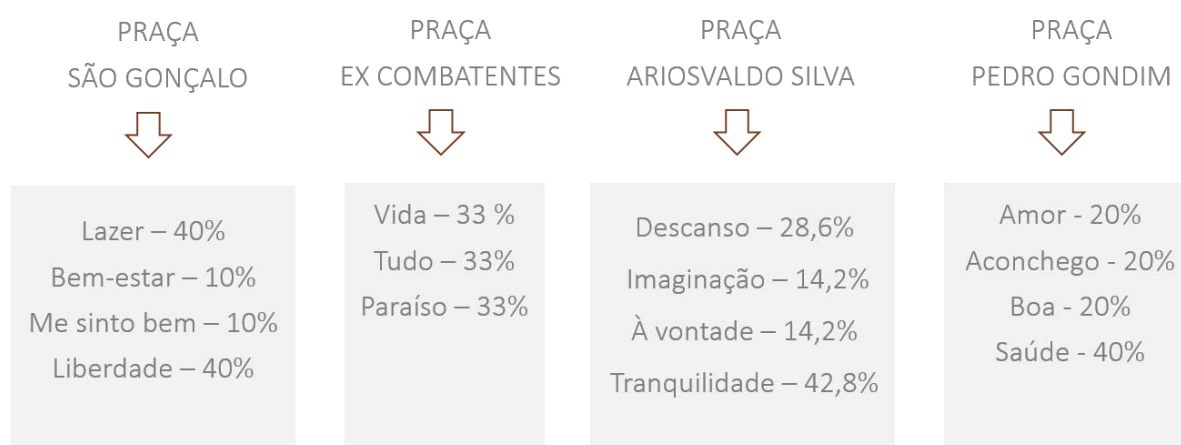 PRAÇA
SÃO GONÇALO
Lazer – 40%
Bem-estar – 10%
Me sinto bem – 10%
Liberdade – 40%
PRAÇA
EX COMBATENTES
Vida – 33 %
Tudo – 33%
Paraíso – 33%
PRAÇA
ARIOSVALDO SILVA
Descanso – 28,6%
Imaginação – 14,2%
À vontade – 14,2%
Tranquilidade – 42,8%
PRAÇA
PEDRO GONDIM
Amor - 20%
Aconchego - 20%
Boa - 20%
Saúde - 40%